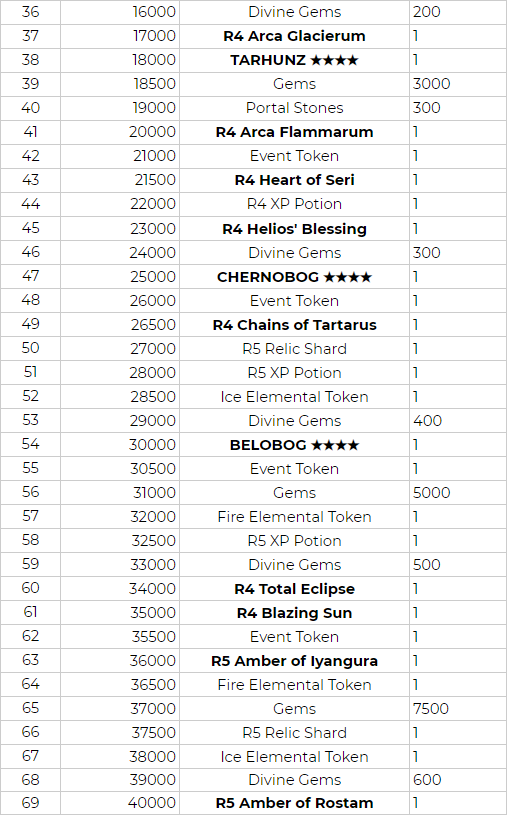 36 16000 Divine Gems 200
37 17000 R4 Arca Glacierum 1
38 18000 TARHUNZ ★★★★ 1
39 18500 Gems 3000
40 19000 Portal Stones 300
41 20000 R4 Arca Flammarum 1
42 21000 Event Token 1
43 21500 R4 Heart of Seri 1
44 22000 R4 XP Potion 1
45 23000 R4 Helios' Blessing 1
46 24000 Divine Gems 300
47 25000 CHERNOBOG ★★★★ 1
48 26000 Event Token 1
49 26500 R4 Chains of Tartarus 1
50 27000 R5 Relic Shard 1
51 28000 R5 XP Potion 1
52 28500 Ice Elemental Token 1
53 29000 Divine Gems 400
54 30000 BELOBOG ★★★★ 1
55 30500 Event Token 1
56 31000 Gems 5000
57 32000 Fire Elemental Token 1
58 32500 R5 XP Potion 1
59 33000 Divine Gems 500
60 34000 R4 Total Eclipse 1
61 35000 R4 Blazing Sun 1
62 35500 Event Token 1
63 36000 R5 Amber of Iyangura 1
64 36500 Fire Elemental Token 1
65 37000 Gems 7500
66 37500 R5 Relic Shard 1
67 38000 Ice Elemental Token 1
68 39000 Divine Gems 600
69 40000 R5 Amber of Rostam 1